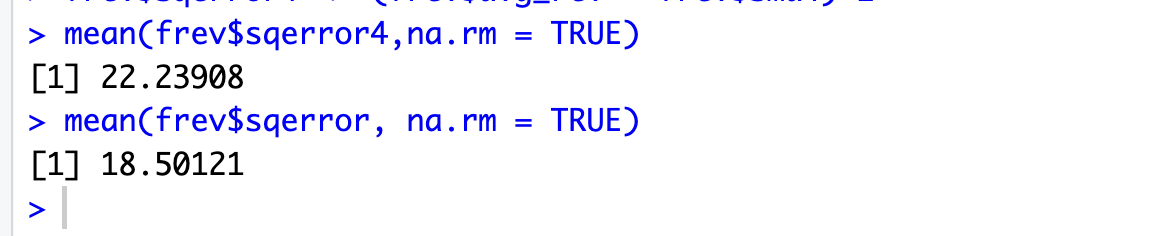 > mean(frev$sqerror4,na.rm = TRUE)
[1] 22.23908
> mean(frev$sqerror, na.rm = TRUE)
[1] 18.50121
>